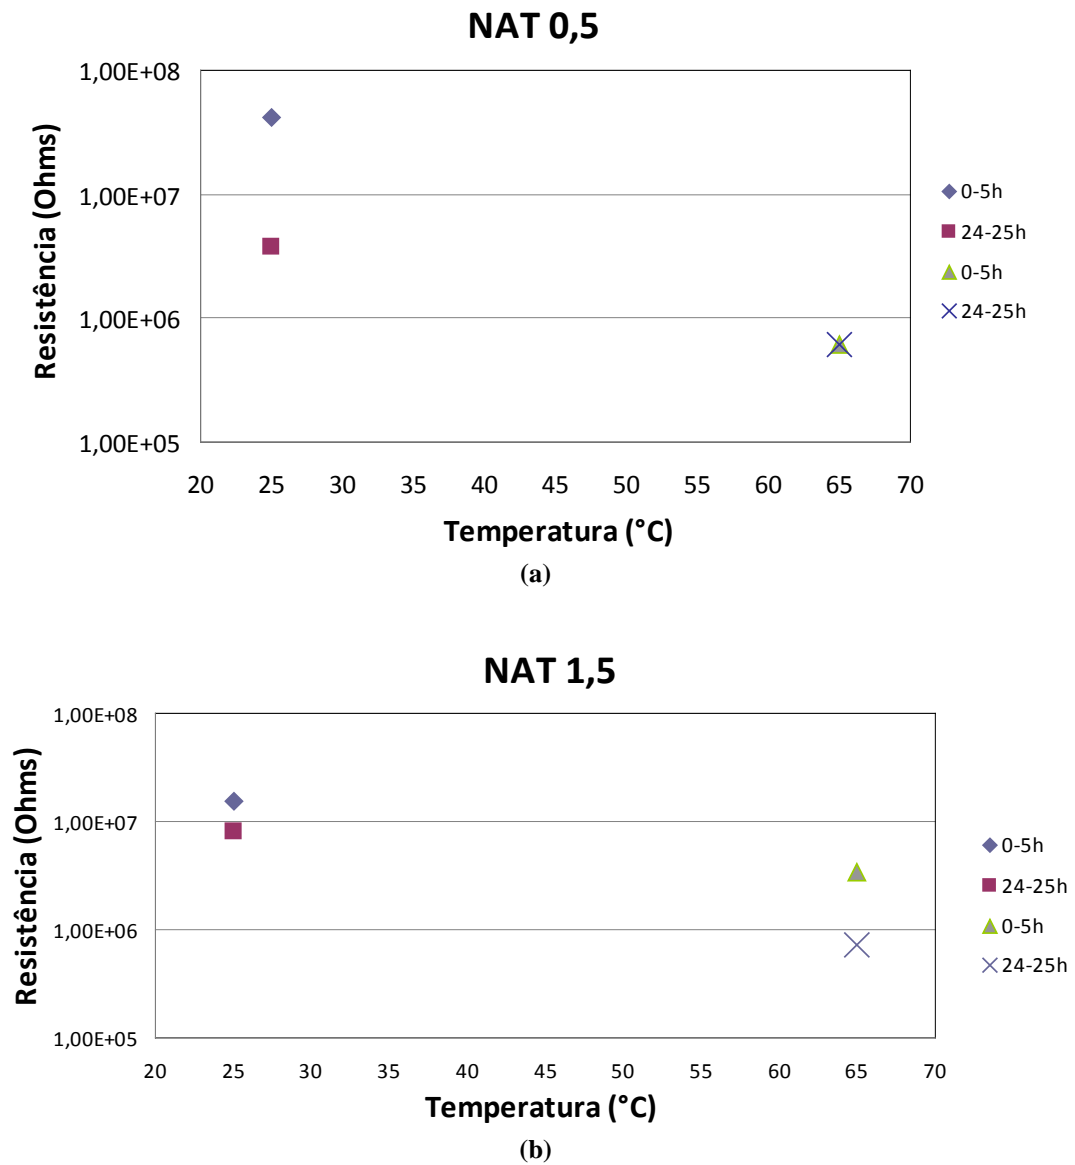 NAT 0,5
1,00E+08
1,00E+07
1,00E+06
1,00E+05
Resistência (Ohms)
20 25 30 35 40 45 50 55 60 65 70
Temperatura (°C)
0-5h
24-25h
0-5h
24-25h
(a)
NAT 1,5
1,00E+08
1,00E+07
1,00E+06
1,00E+05
Resistência (Ohms)
20 25 30 35 40 45 50 55 60 65 70
Temperatura (°C)
0-5h
24-25h
0-5h
24-25h
(b)